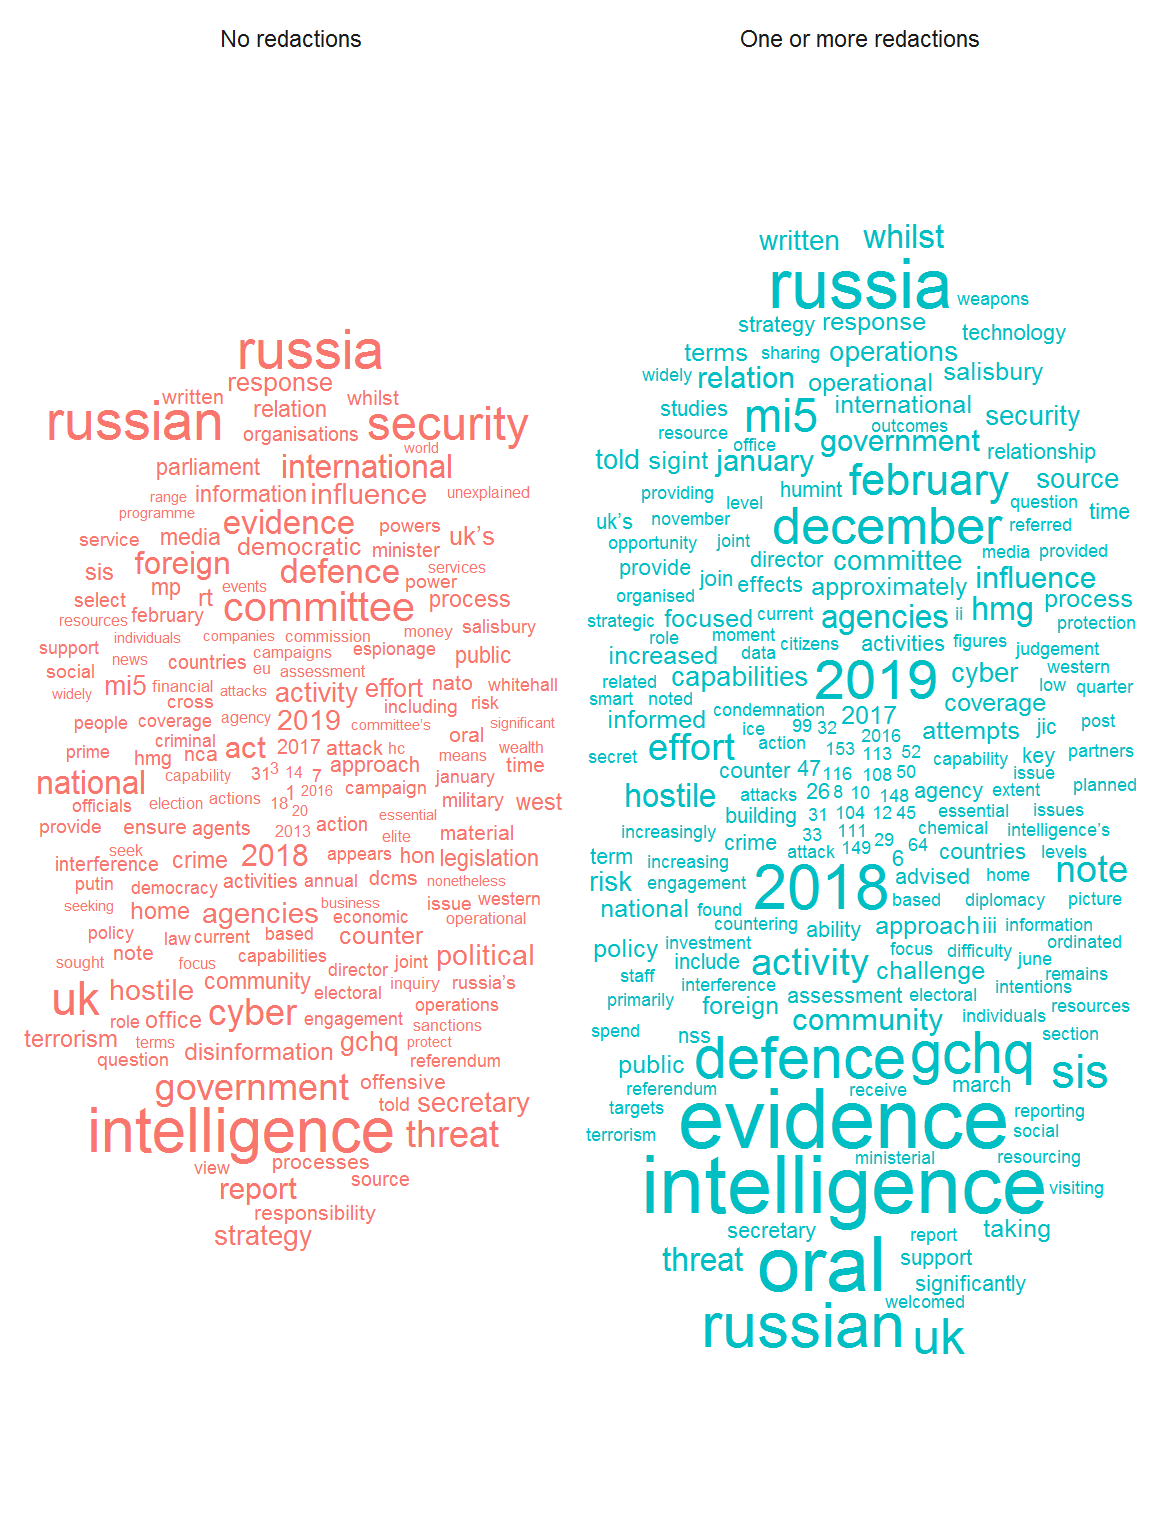 No redactions
russia
response
written
relation
whilst
russian
security
organisations
world
parliament
international
range
information
influence
unexplained
programme
evidence
powers
service
media
democratic
minister
uk's
foreign
defence
services
sis
mp
events
power
select
rt
committee
process
resources
february
individuals
companies
commission
money
salisbury
support
news
countries
campaigns
espionage
public
social
eu
assessment
widely
mi5
financial
attacks
activity
effort
nato
whitehall
cross
including
risk
people
coverage
agency
2019
committee's
significant
criminal
oral
prime
hmg
nca
act
2017
attack
hc
means
wealth
national
capability
31
3
14
7
approach
january
time
officials
election
actions
18
1
2016
campaign
military
west
20
essential
provide
ensure
agents
2013
action
elite
material
seek
interference
crime
2018
appears
hon
legislation
putin
democracy
activities
annual
dcms
nonetheless
seeking
home
agencies
business
economic
issue
western
operational
policy
law
current
based
counter
note
sought
focus
capabilities
director
joint
political
uk
hostile
community
electoral
inquiry
russia's
role
office
cyber
engagement
operations
sanctions
terrorism
terms
gchq
protect
question
disinformation
referendum
government
offensive
told
secretary
intelligence
threat
view
processes
source
report
responsibility
strategy
One or more redactions
written
whilst
russia
weapons
strategy
response
technology
terms
sharing
operations
widely
relation
operational
salisbury
studies
mi5
international
security
resource
office
outcomes
government
relationship
told
sigint
january
february
source
providing
level
humint
question
time
uk's
november
december
referred
opportunity
joint
media
provided
provide
director
committee
join
effects
approximately
influence
organised
agencies
ii
hmg
process
strategic
focused
current
protection
role
moment
citizens
activities
figures
judgement
increased
data
related
capabilities
2019
cyber
western
low
quarter
smart
noted
coverage
informed
condemnation
2017
ice
99
32
attempts
jic
post
effort
action
2016
secret
153
113
52
capability
key
partners
counter
47
116
108
50
issue
hostile
attacks
26
8
10
148
agency
extent
planned
building
31
104
12
45
essential
issues
increasingly
crime
33
111
29
chemical
intelligence's
term
increasing
attack
149
64
6
countries
levels
risk
engagement
2018
advised
home
note
national
found
based
diplomacy
picture
countering
ability
approach
iii
information
policy
investment
focus
difficulty
ordinated
staff
include
activity
challenge
june
remains
interference
intentions
primarily
foreign
assessment
electoral
individuals
resources
spend
nss
community
section
public
defence
gchq
sis
referendum
receive
march
targets
evidence
reporting
terrorism
social
ministerial
resourcing
intelligence
visiting
secretary
report
taking
threat
oral
support
significantly
welcomed
russian
uk